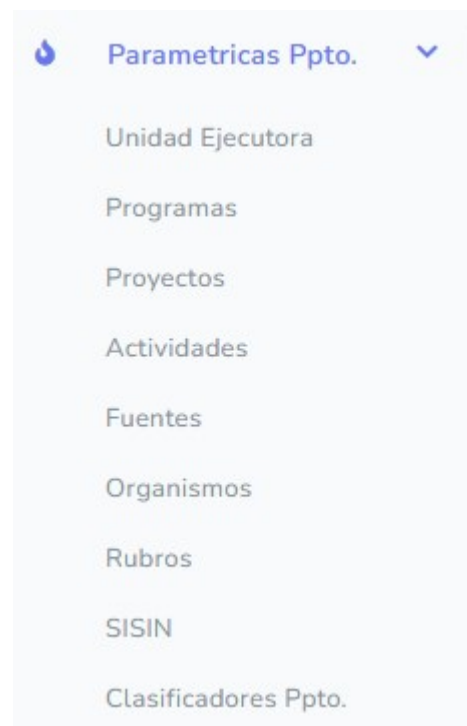 Parametricas Ppto.
Unidad Ejecutora
Programas
Proyectos
Actividades
Fuentes
Organismos
Rubros
SISIN
Clasificadores Ppto.